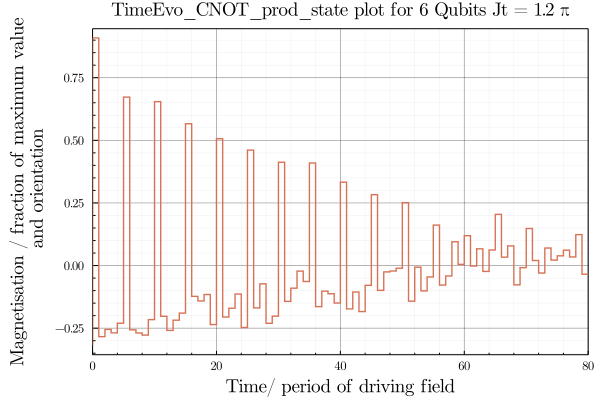 TimeEvo_CNOT_prod_state plot for 6 Qubits Jt = 1.2 π
Magnetisation / fraction of maximum value
and orientation
0.75
0.50
0.25
0.00
−0.25
0 20 40 60 80
Time/ period of driving field